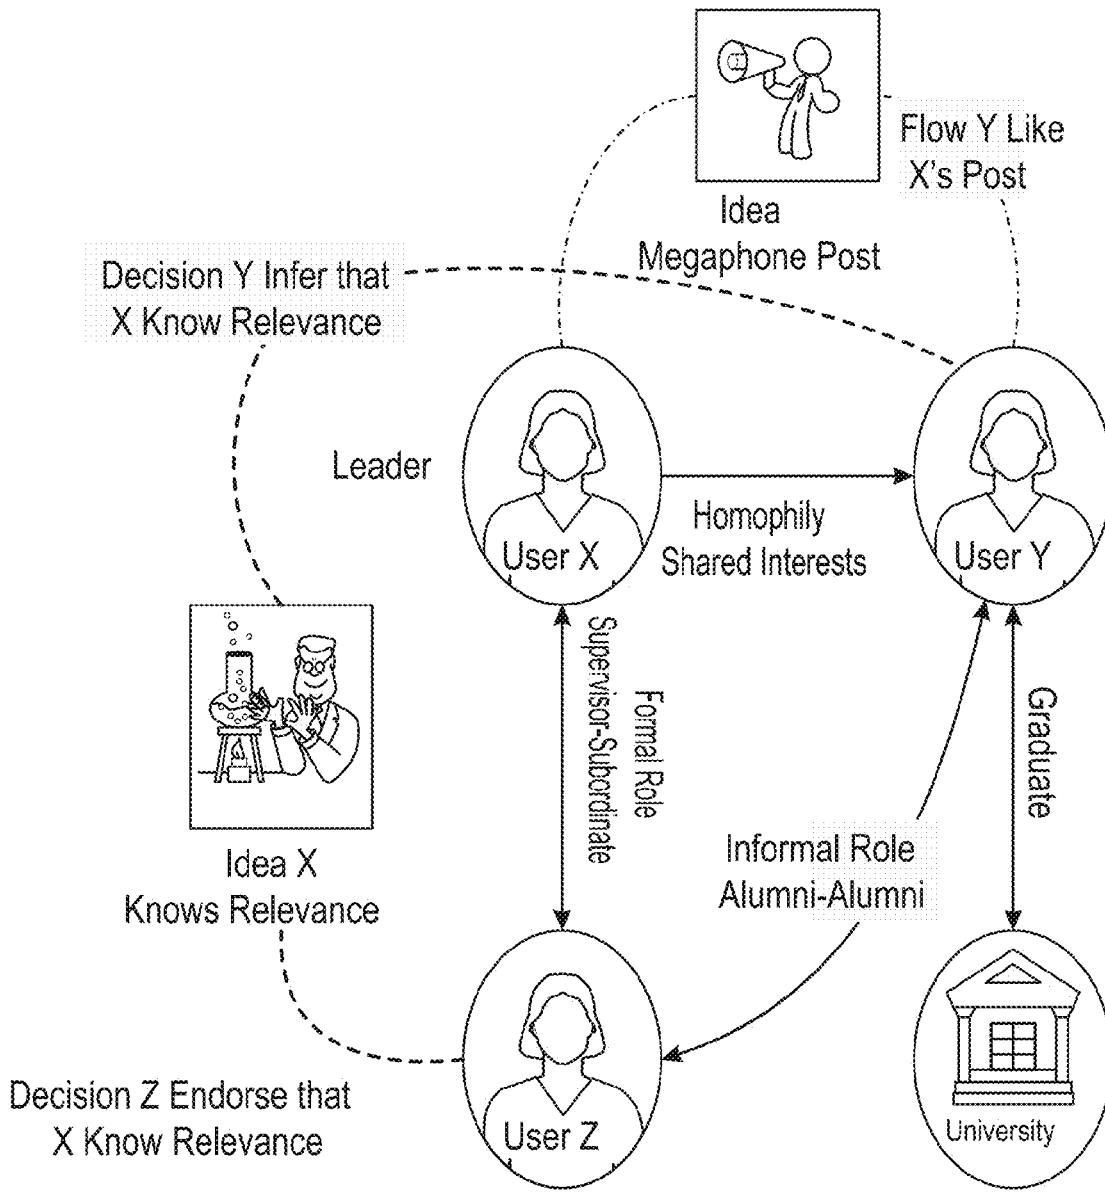 Flow Y Like
X's Post
Idea
Megaphone Post
Decision Y Infer that
X Know Relevance
Leader
User X
Homophily
Shared Interests
User Y
Supervisor-Subordinate
Formal Role
Graduate
Idea X
Knows Relevance
Informal Role
Alumni-Alumni
Decision Z Endorse that
X Know Relevance
User Z
University